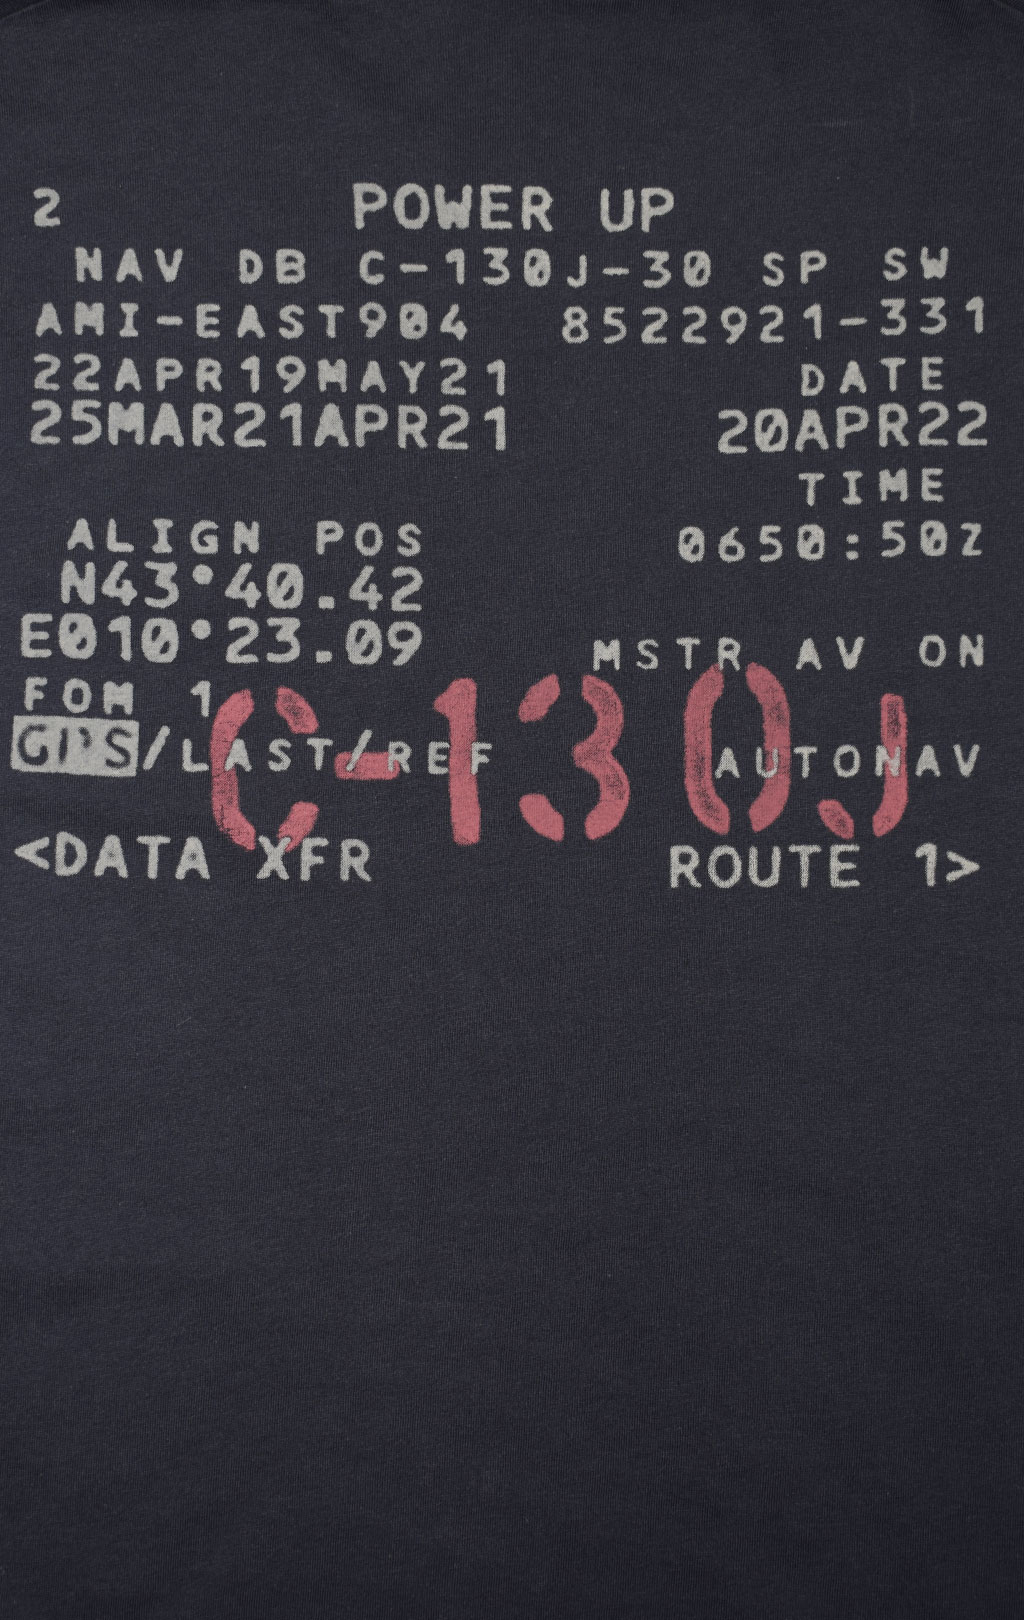 2 POWER UP
NAV DB C-130J-30 SP SW
AMI-EAST904 8522921-331
22APR19MAY21 DATE
25MAR21APR21 20APR22
TIME
ALIGN POS 0650:50Z
N43°40.42
E010°23.09
MSTR AV ON
FOM 1
C-130J
GPS/LAST/REF AUTONAV
<DATA XFR ROUTE 1>